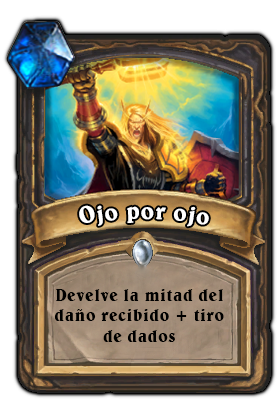 Ojo por ojo
Develve la mitad del
daño recibido + tiro
de dados